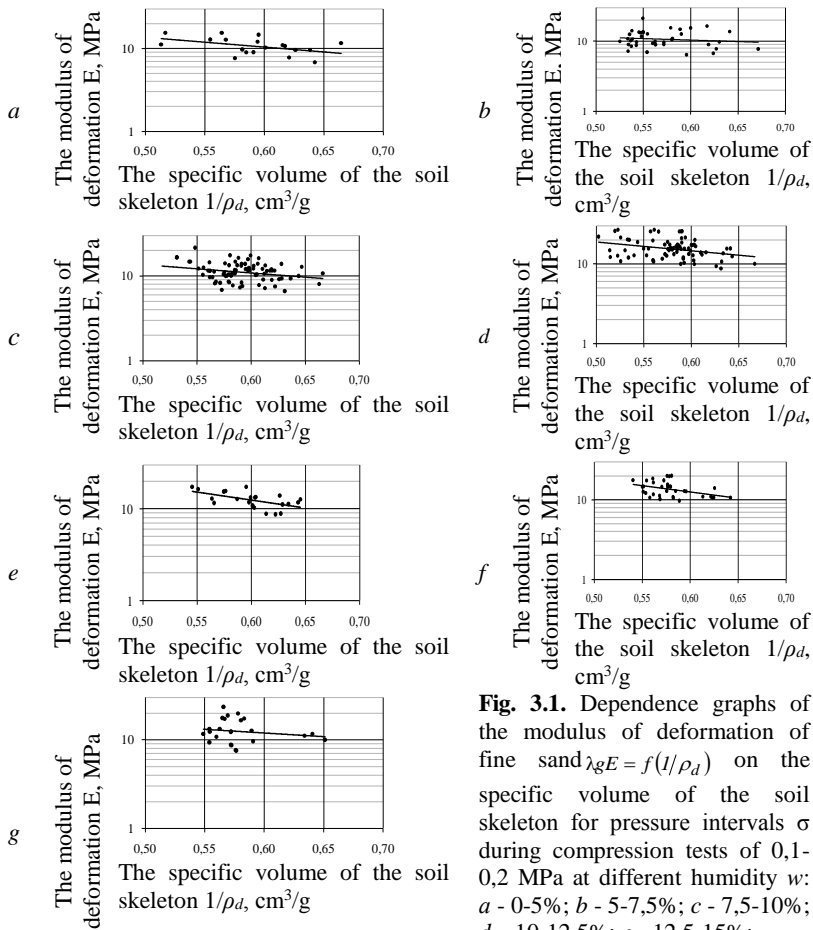 a
The modulus of
deformation E, MPa
10
1
0,50 0,55 0,60 0,65 0,70
The specific volume of the soil
skeleton 1/ρd, cm3/g
b
The modulus of
deformation E. MPa
100
10
1
0,50 0,55 0,60 0,65 0,70
The specific volume of
the soil skeleton 1/ρd,
cm3/g
c
The modulus of
deformation E, MPa
10
1
0,50 0,55 0,60 0,65 0,70
The specific volume of the soil
skeleton 1/ρd, cm3/g
d
The modulus of
deformation E, MPa
10
1
0,50 0,55 0,60 0,65 0,70
The specific volume of
the soil skeleton 1/ρd,
cm3/g
e
The modulus of
deformation E, MPa
10
1
0,50 0,55 0,60 0,65 0,70
The specific volume of the soil
skeleton 1/ρd, cm3/g
f
The modulus of
deformation E, MPa
10
1
0,50 0,55 0,60 0,65 0,70
The specific volume of
the soil skeleton 1/ρd,
cm3/g
g
The modulus of
deformation E, MPa
10
1
0,50 0,55 0,60 0,65 0,70
The specific volume of the soil
skeleton 1/ρd, cm3/g
Fig. 3.1. Dependence graphs of
the modulus of deformation of
fine sand λgE = f(1/ρd) on the
specific volume of the soil
skeleton for pressure intervals σ
during compression tests of 0,1-
0,2 MPa at different humidity w:
a - 0-5%; b - 5-7,5%; c - 7,5-10%;